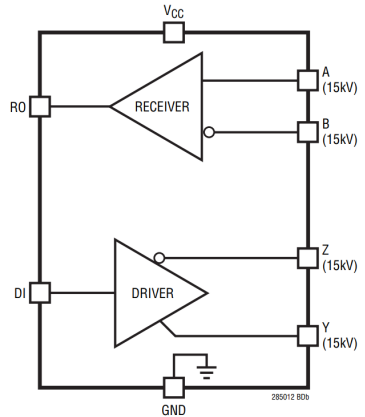 VCC
A
(15kV)
RO
RECEIVER
B
(15kV)
Z
(15kV)
DI
DRIVER
Y
(15kV)
285012 BDb
GND